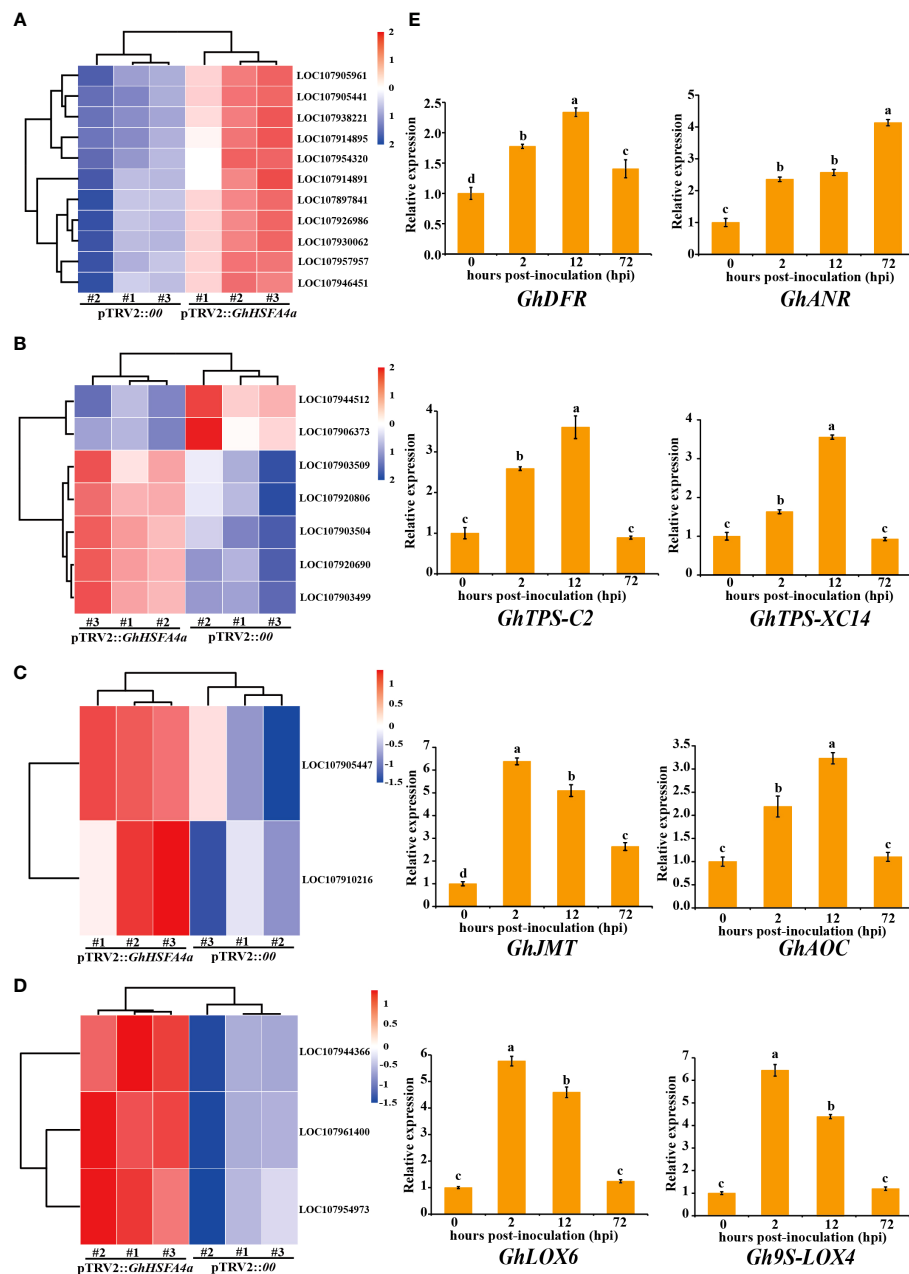 A
2
1
0
1
2
LOC107905961
LOC107905441
LOC107938221
LOC107914895
LOC107954320
LOC107914891
LOC107897841
LOC107926986
LOC107930062
LOC107957957
LOC107946451
#2 #1 #3 #1 #2 #3
pTRV2::00 pTRV2::GhHSFA4a
B
2
1
0
1
2
LOC107944512
LOC107906373
LOC107903509
LOC107920806
LOC107903504
LOC107920690
LOC107903499
#3 #1 #2 #2 #1 #3
pTRV2::GhHSFA4a pTRV2::00
C
1
0.5
0
-0.5
-1
-1.5
LOC107905447
LOC107910216
#1 #2 #3 #3 #1 #2
pTRV2::GhHSFA4a pTRV2::00
D
1
0.5
0
-0.5
-1
-1.5
LOC107944366
LOC107961400
LOC107954973
#2 #1 #3 #2 #1 #3
pTRV2::GhHSFA4a pTRV2::00
E
Relative expression
2.5
2.0
1.5
1.0
0.5
0.0
d b a c
0 2 12 72
hours post-inoculation (hpi)
GhDFR
Relative expression
5
4
3
2
1
0
c b b a
0 2 12 72
hours post-inoculation (hpi)
GhANR
Relative expression
4
3
2
1
0
c b a c
0 2 12 72
hours post-inoculation (hpi)
GhTPS-C2
Relative expression
4
3
2
1
0
c b a c
0 2 12 72
hours post-inoculation (hpi)
GhTPS-XC14
Relative expression
7
6
5
4
3
2
1
0
d a b c
0 2 12 72
hours post-inoculation (hpi)
GhJMT
Relative expression
3.5
3.0
2.5
2.0
1.5
1.0
0.5
0.0
c b a c
0 2 12 72
hours post-inoculation (hpi)
GhAOC
Relative expression
6
5
4
3
2
1
0
c a b c
0 2 12 72
hours post-inoculation (hpi)
GhLOX6
Relative expression
7
6
5
4
3
2
1
0
c a b c
0 2 12 72
hours post-inoculation (hpi)
Gh9S-LOX4